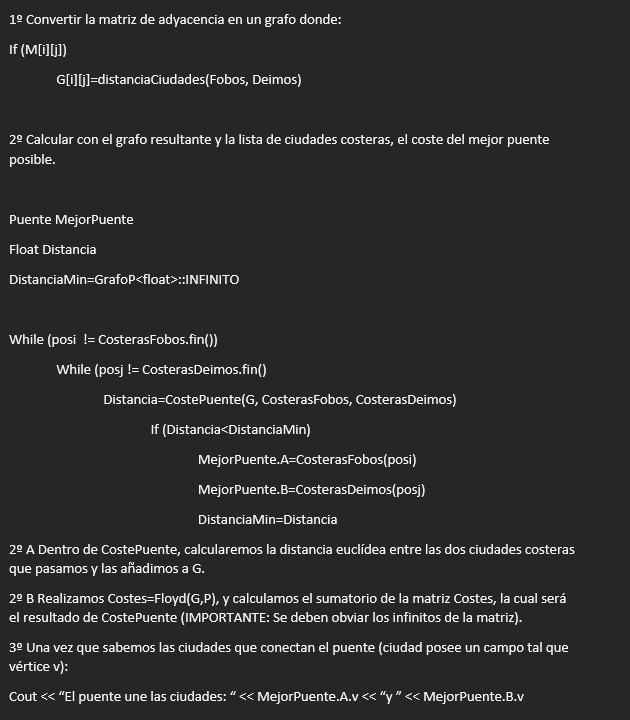 1º Convertir la matriz de adyacencia en un grafo donde:
If (M[i][j])
G[i][j]=distanciaCiudades(Fobos, Deimos)
2º Calcular con el grafo resultante y la lista de ciudades costeras, el coste del mejor puente
posible.
Puente MejorPuente
Float Distancia
DistanciaMin=GrafoP<float>::INFINITO
While (posi  != CosterasFobos.fin())
While (posj != CosterasDeimos.fin()
Distancia=CostePuente(G, CosterasFobos, CosterasDeimos)
If (Distancia<DistanciaMin)
MejorPuente.A=CosterasFobos(posi)
MejorPuente.B=CosterasDeimos(posj)
DistanciaMin=Distancia
2º A Dentro de CostePuente, calcularemos la distancia euclídea entre las dos ciudades costeras
que pasamos y las añadimos a G.
2º B Realizamos Costes=Floyd(G,P), y calculamos el sumatorio de la matriz Costes, la cual será
el resultado de CostePuente (IMPORTANTE: Se deben obviar los infinitos de la matriz).
3º Una vez que sabemos las ciudades que conectan el puente (ciudad posee un campo tal que
vértice v):
Cout << “El puente une las ciudades: “ << MejorPuente.A.v << “y ” << MejorPuente.B.v